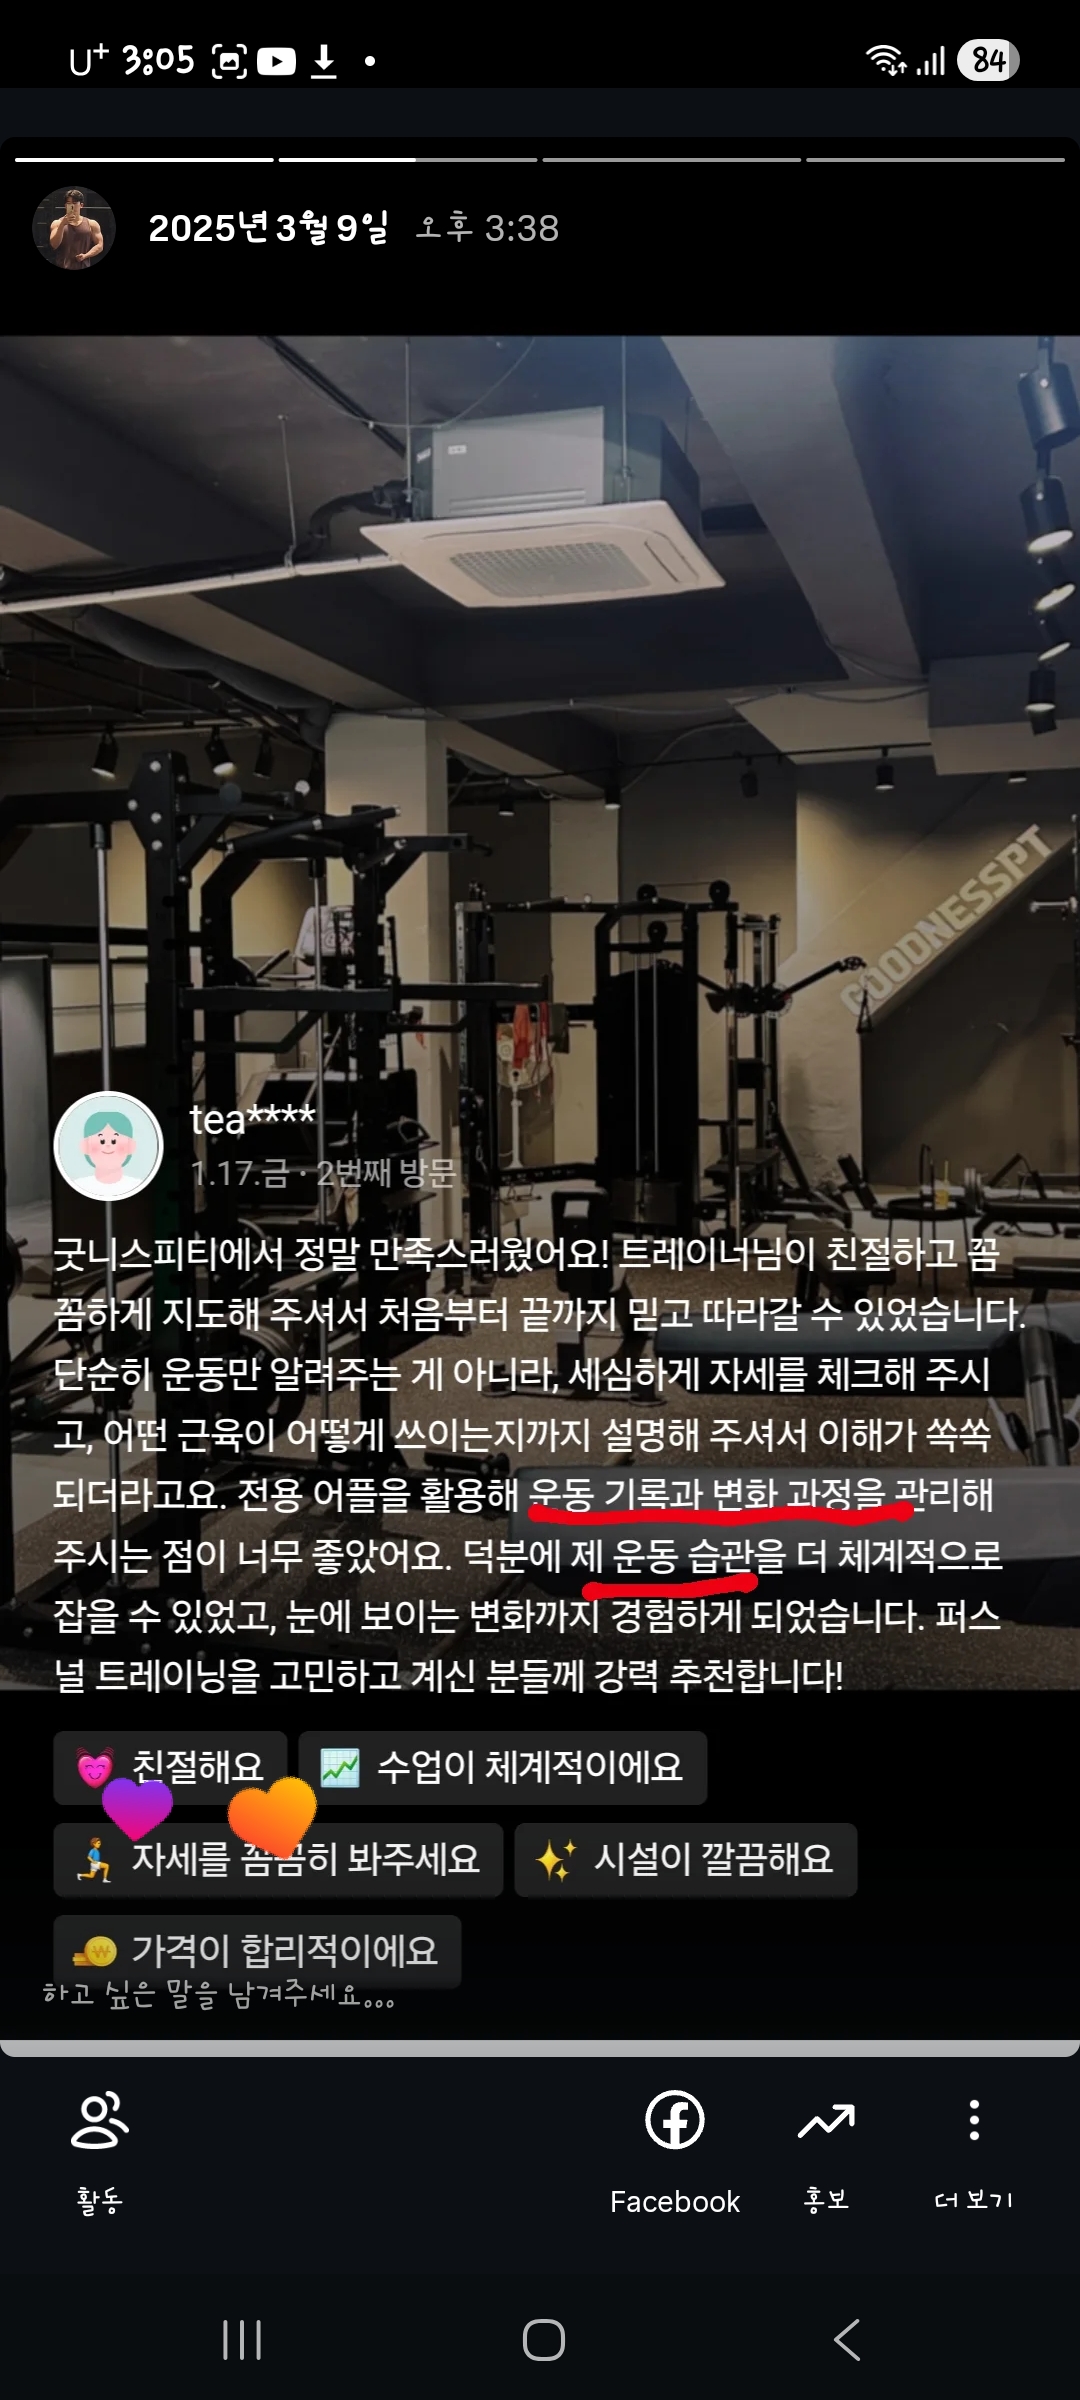 U+ 3:05 84
2025년 3월 9일 오후 3:38
GOODNESSPT
tea****
1.17.금 · 2번째 방문
굿니스피티에서 정말 만족스러웠어요! 트레이너님이 친절하고 꼼
꼼하게 지도해 주셔서 처음부터 끝까지 믿고 따라갈 수 있었습니다.
단순히 운동만 알려주는 게 아니라, 세심하게 자세를 체크해 주시
고, 어떤 근육이 어떻게 쓰이는지까지 설명해 주셔서 이해가 쏙쏙
되더라고요. 전용 어플을 활용해 운동 기록과 변화 과정을 관리해
주시는 점이 너무 좋았어요. 덕분에 제 운동 습관을 더 체계적으로
잡을 수 있었고, 눈에 보이는 변화까지 경험하게 되었습니다. 퍼스
널 트레이닝을 고민하고 계신 분들께 강력 추천합니다!
친절해요 수업이 체계적이에요
자세를 꼼꼼히 봐주세요 시설이 깔끔해요
가격이 합리적이에요
하고 싶은 말을 남겨주세요...
활동 Facebook 홍보 더 보기